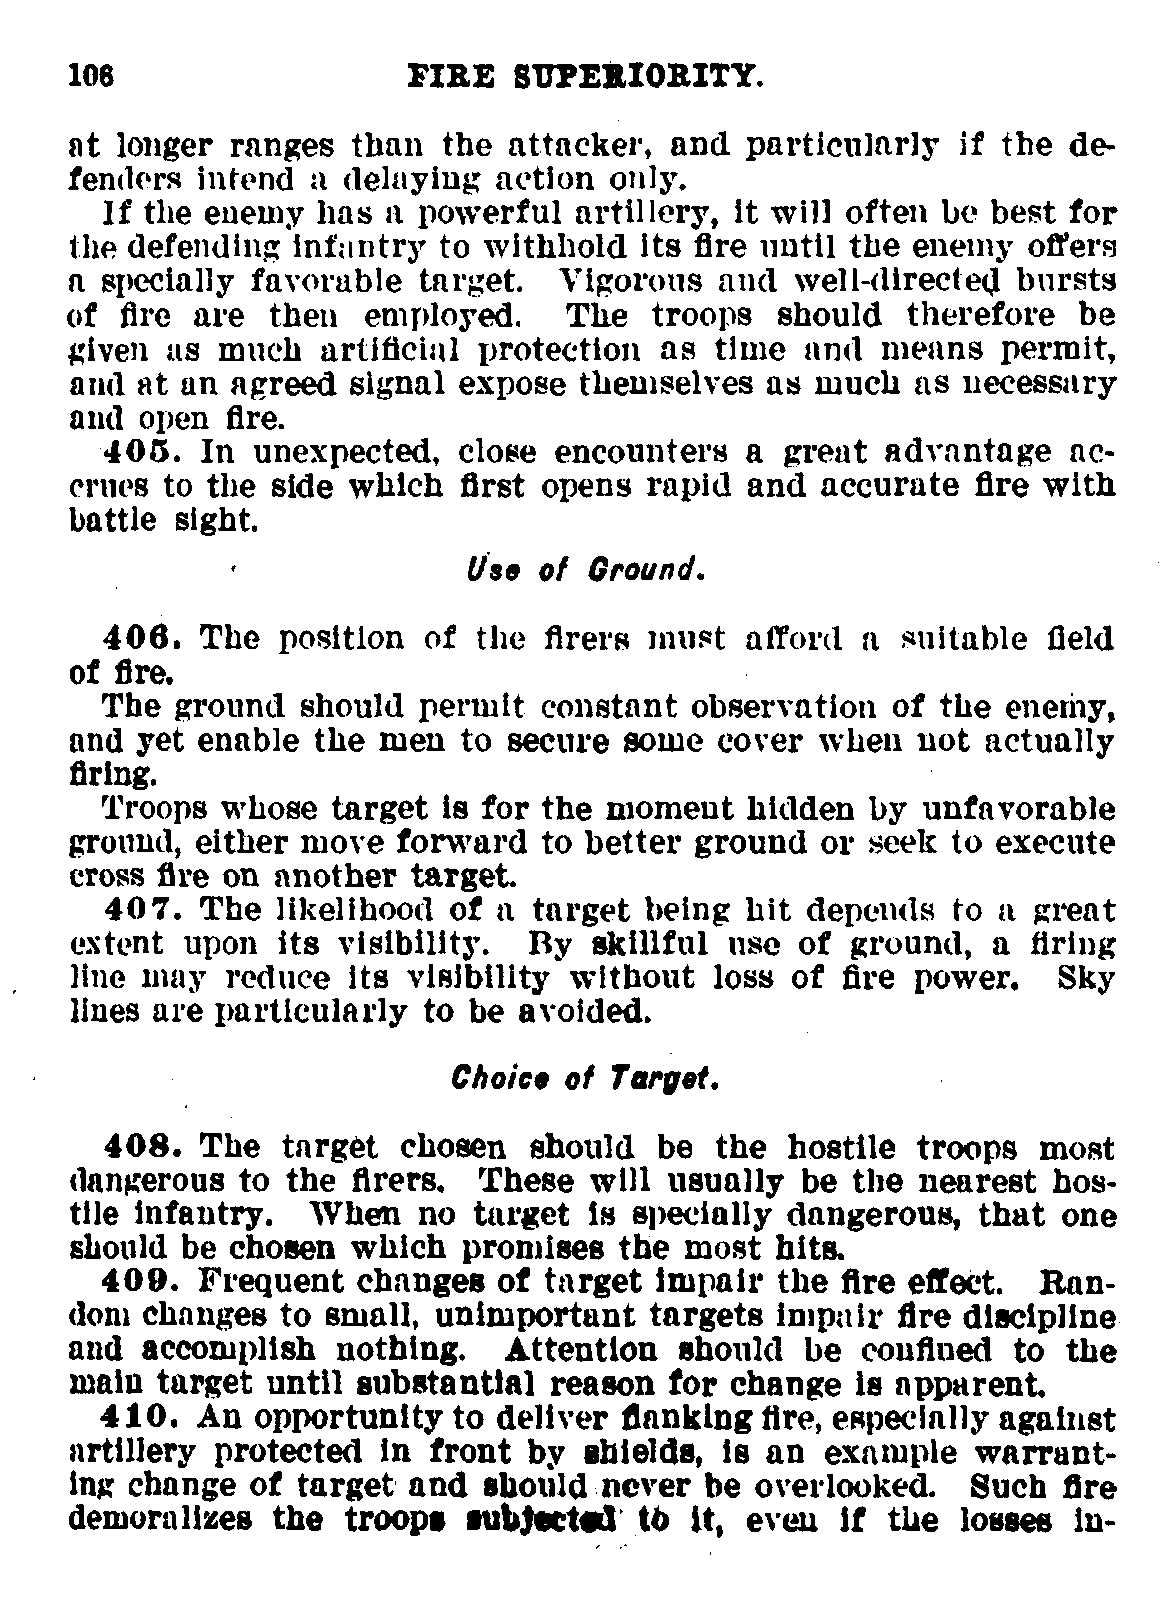 106 FIRE SUPERIORITY.
at longer ranges than the attacker, and particularly if the de-
fenders intend a delaying action only.
If the enemy has a powerful artillery, it will often be best for
the defending infantry to withhold its fire until the enemy offers
a specially favorable target. Vigorous and well-directed bursts
of fire are then employed. The troops should therefore be
given as much artificial protection as time and means permit,
and at an agreed signal expose themselves as much as necessary
and open fire.
405. In unexpected, close encounters a great advantage ac-
crues to the side which first opens rapid and accurate fire with
battle sight.
Use of Ground.
406. The position of the firers must afford a suitable field
of fire.
The ground should permit constant observation of the enemy,
and yet enable the men to secure some cover when not actually
firing.
Troops whose target is for the moment hidden by unfavorable
ground, either move forward to better ground or seek to execute
cross fire on another target.
407. The likelihood of a target being hit depends to a great
extent upon its visibility. By skillful use of ground, a firing
line may reduce its visibility without loss of fire power. Sky
lines are particularly to be avoided.
Choice of Target.
408. The target chosen should be the hostile troops most
dangerous to the firers. These will usually be the nearest hos-
tile infantry. When no target is specially dangerous, that one
should be chosen which promises the most hits.
409. Frequent changes of target impair the fire effect. Ran-
dom changes to small, unimportant targets impair fire discipline
and accomplish nothing. Attention should be confined to the
main target until substantial reason for change is apparent.
410. An opportunity to deliver flanking fire, especially against
artillery protected in front by shields, is an example warrant-
ing change of target and should never be overlooked. Such fire
demoralizes the troops subjected to it, even if the losses in-